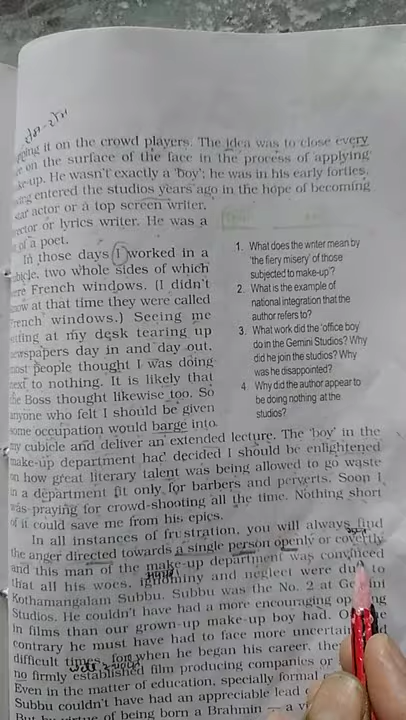 ing it on the crowd players. The idea was to close every
on the surface of the face in the process of applying
ke-up. He wasn't exactly a 'boy'; he was in his early forties,
ing entered the studios years ago in the hope of becoming
star actor or a top screen writer,
ector or lyrics writer. He was a
of a poet.
In those days I worked in a
bicle, two whole sides of which
ere French windows. (I didn't
now at that time they were called
French windows.) Seeing me
tting at my desk tearing up
newspapers day in and day out,
most people thought I was doing
next to nothing. It is likely that
the Boss thought likewise too. So
anyone who felt I should be given
some occupation would barge into
my cubicle and deliver an extended lecture. The 'boy' in the
make-up department had decided I should be enlightened
on how great literary talent was being allowed to go waste
in a department fit only for barbers and perverts. Soon I
was praying for crowd-shooting all the time. Nothing short
of it could save me from his epics.
In all instances of frustration, you will always find
the anger directed towards a single person openly or covertly
and this man of the make-up department was convinced
that all his woes, ignominy and neglect were due to
Kothamangalam Subbu. Subbu was the No. 2 at Gemini
Studios. He couldn't have had a more encouraging opening
in films than our grown-up make-up boy had. On the
contrary he must have had to face more uncertain
difficult times, for when he began his career, the
no firmly established film producing companies or
Even in the matter of education, specially formal
Subbu couldn't have had an appreciable lead
But by virtue of being born a Brahmin — a
1. What does the writer mean by
'the fiery misery' of those
subjected to make-up'?
2. What is the example of
national integration that the
author refers to?
3. What work did the 'office boy'
do in the Gemini Studios? Why
did he join the studios? Why
was he disappointed?
4. Why did the author appear to
be doing nothing at the
studios?